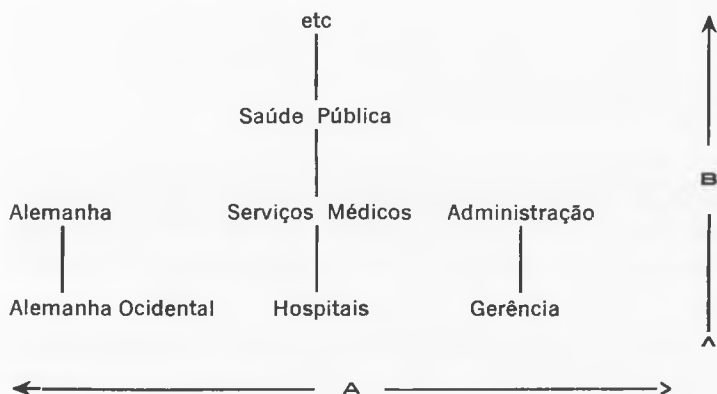 etc
Saúde Pública
B
Alemanha Serviços Médicos Administração
Alemanha Ocidental Hospitais Gerência
A